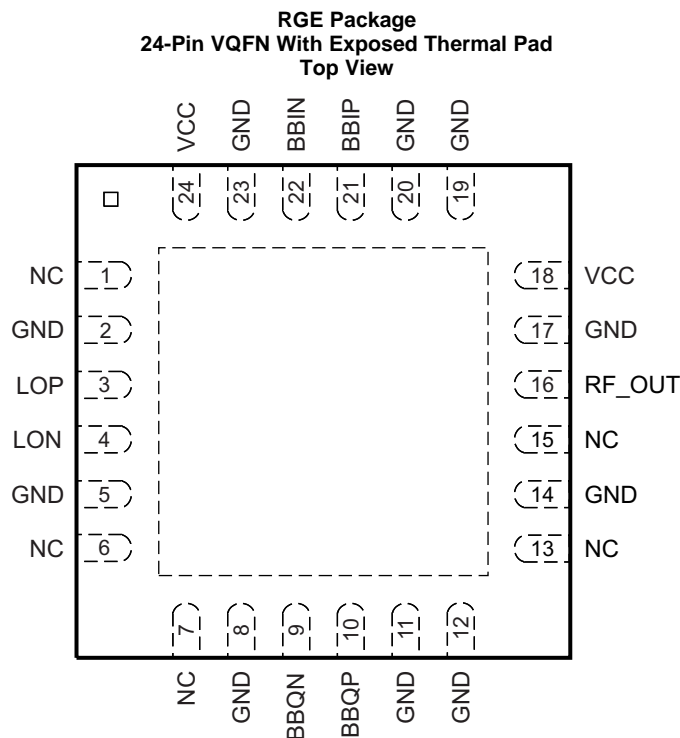 RGE Package
24-Pin VQFN With Exposed Thermal Pad
Top View
VCC
GND
BBIN
BBIP
GND
GND
24
23
22
21
20
19
NC 1
GND 2
LOP 3
LON 4
GND 5
NC 6
18 VCC
17 GND
16 RF_OUT
15 NC
14 GND
13 NC
7
8
9
10
11
12
NC
GND
BBQN
BBQP
GND
GND